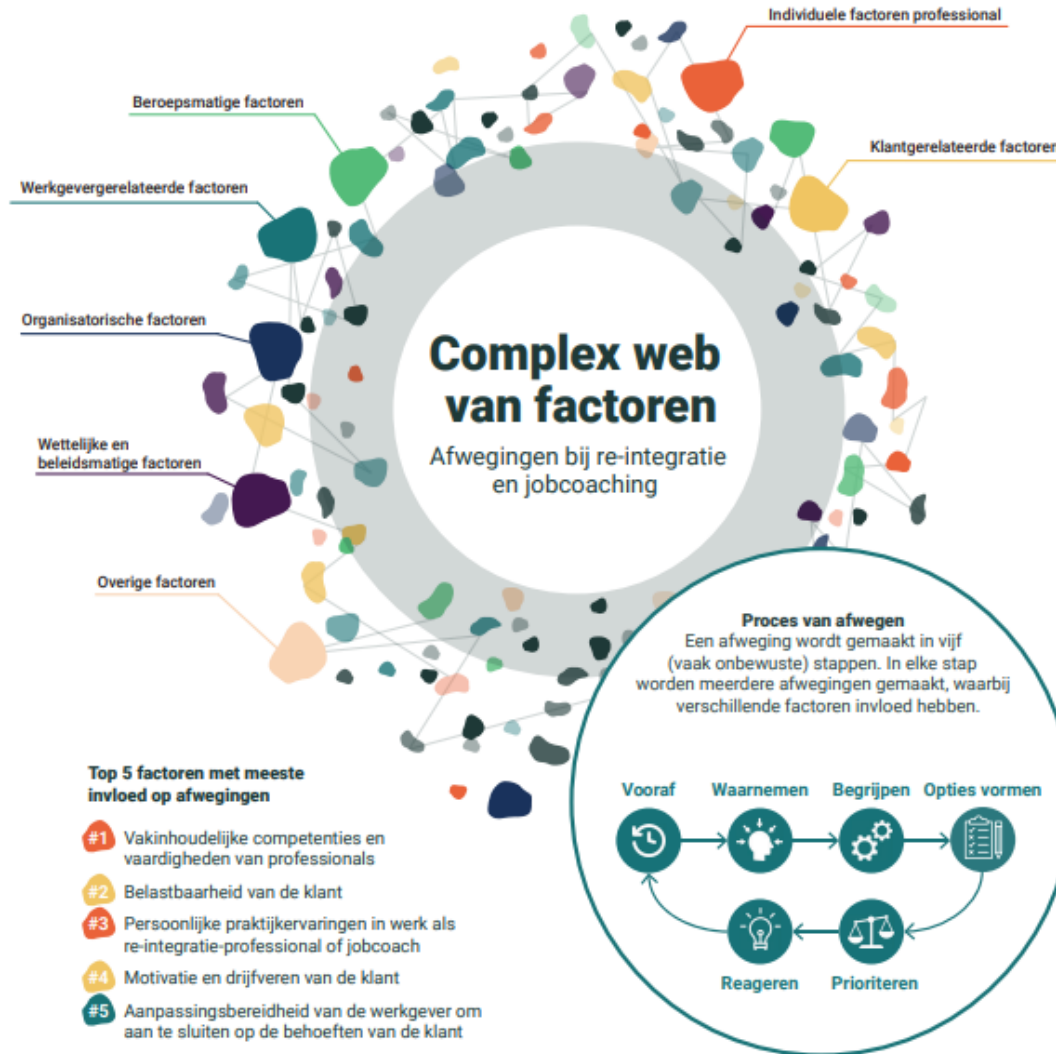 Individuele factoren professional
Beroepsmatige factoren
Klantgerelateerde factoren
Werkgevergerelateerde factoren
Organisatorische factoren
Complex web
van factoren
Afwegingen bij re-integratie
en jobcoaching
Wettelijke en
beleidsmatige factoren
Overige factoren
Proces van afwegen
Een afweging wordt gemaakt in vijf
(vaak onbewuste) stappen. In elke stap
worden meerdere afwegingen gemaakt, waarbij
verschillende factoren invloed hebben.
Vooraf Waarnemen Begrijpen Opties vormen
Reageren Prioriteren
Top 5 factoren met meeste
invloed op afwegingen
#1 Vakinhoudelijke competenties en
vaardigheden van professionals
#2 Belastbaarheid van de klant
#3 Persoonlijke praktijkervaringen in werk als
re-integratie-professional of jobcoach
#4 Motivatie en drijfveren van de klant
#5 Aanpassingsbereidheid van de werkgever om
aan te sluiten op de behoeften van de klant